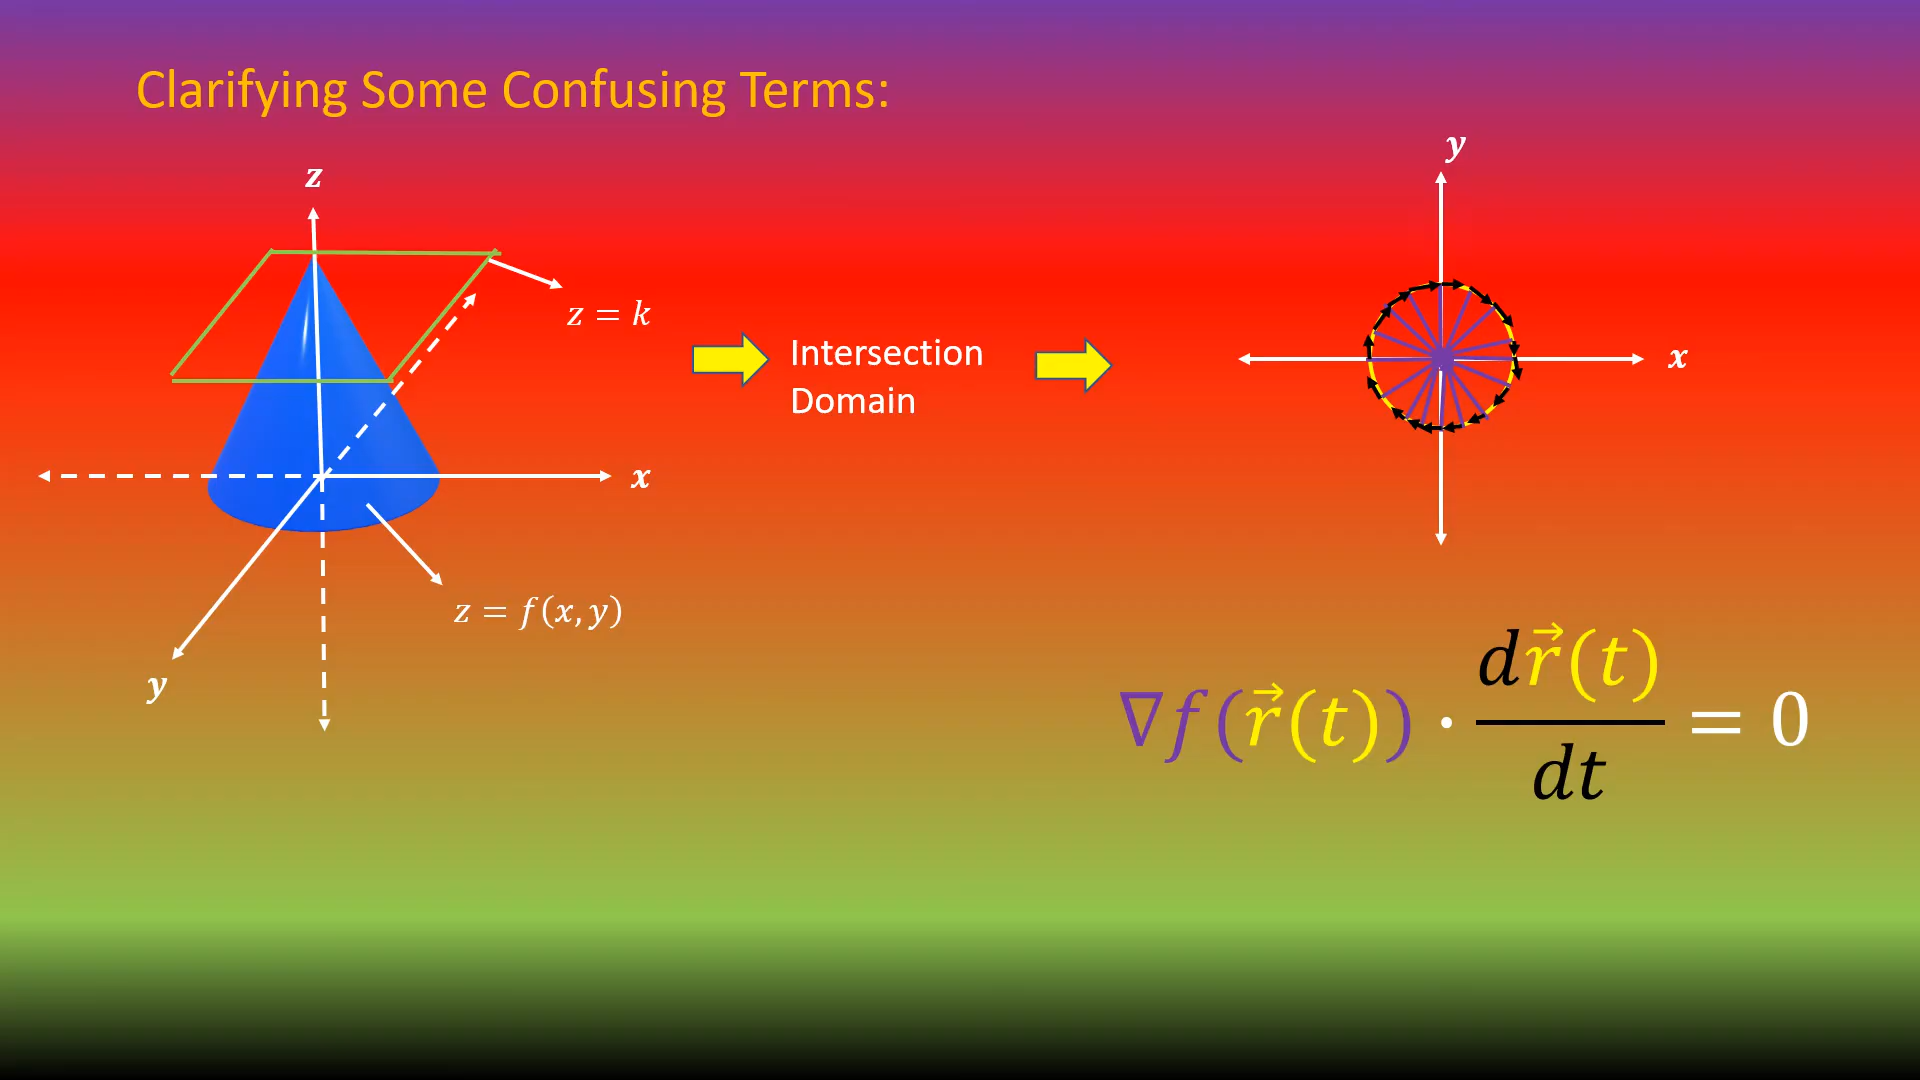 Clarifying Some Confusing Terms:
z
z = k
x
y
z = f(x, y)
Intersection
Domain
y
x
∇f(r⃗(t)) · dr⃗(t)/dt = 0